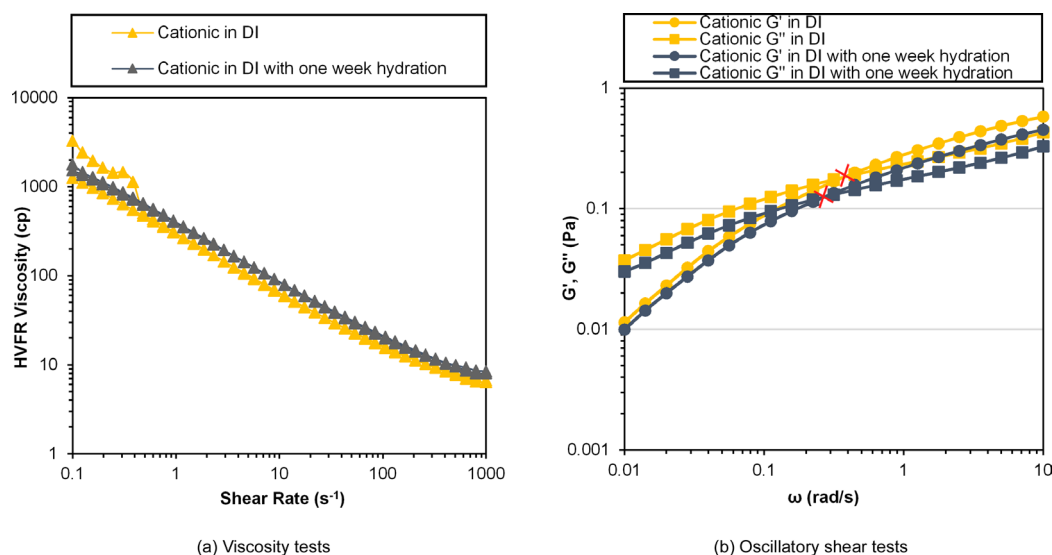 Cationic in DI
Cationic in DI with one week hydration
10000
1000
100
10
1
HVFR Viscosity (cp)
0.1
1
10
100
1000
Shear Rate (s⁻¹)
(a) Viscosity tests
Cationic G' in DI
Cationic G'' in DI
Cationic G' in DI with one week hydration
Cationic G'' in DI with one week hydration
1
0.1
0.01
0.001
G', G'' (Pa)
0.01
0.1
1
10
ω (rad/s)
(b) Oscillatory shear tests